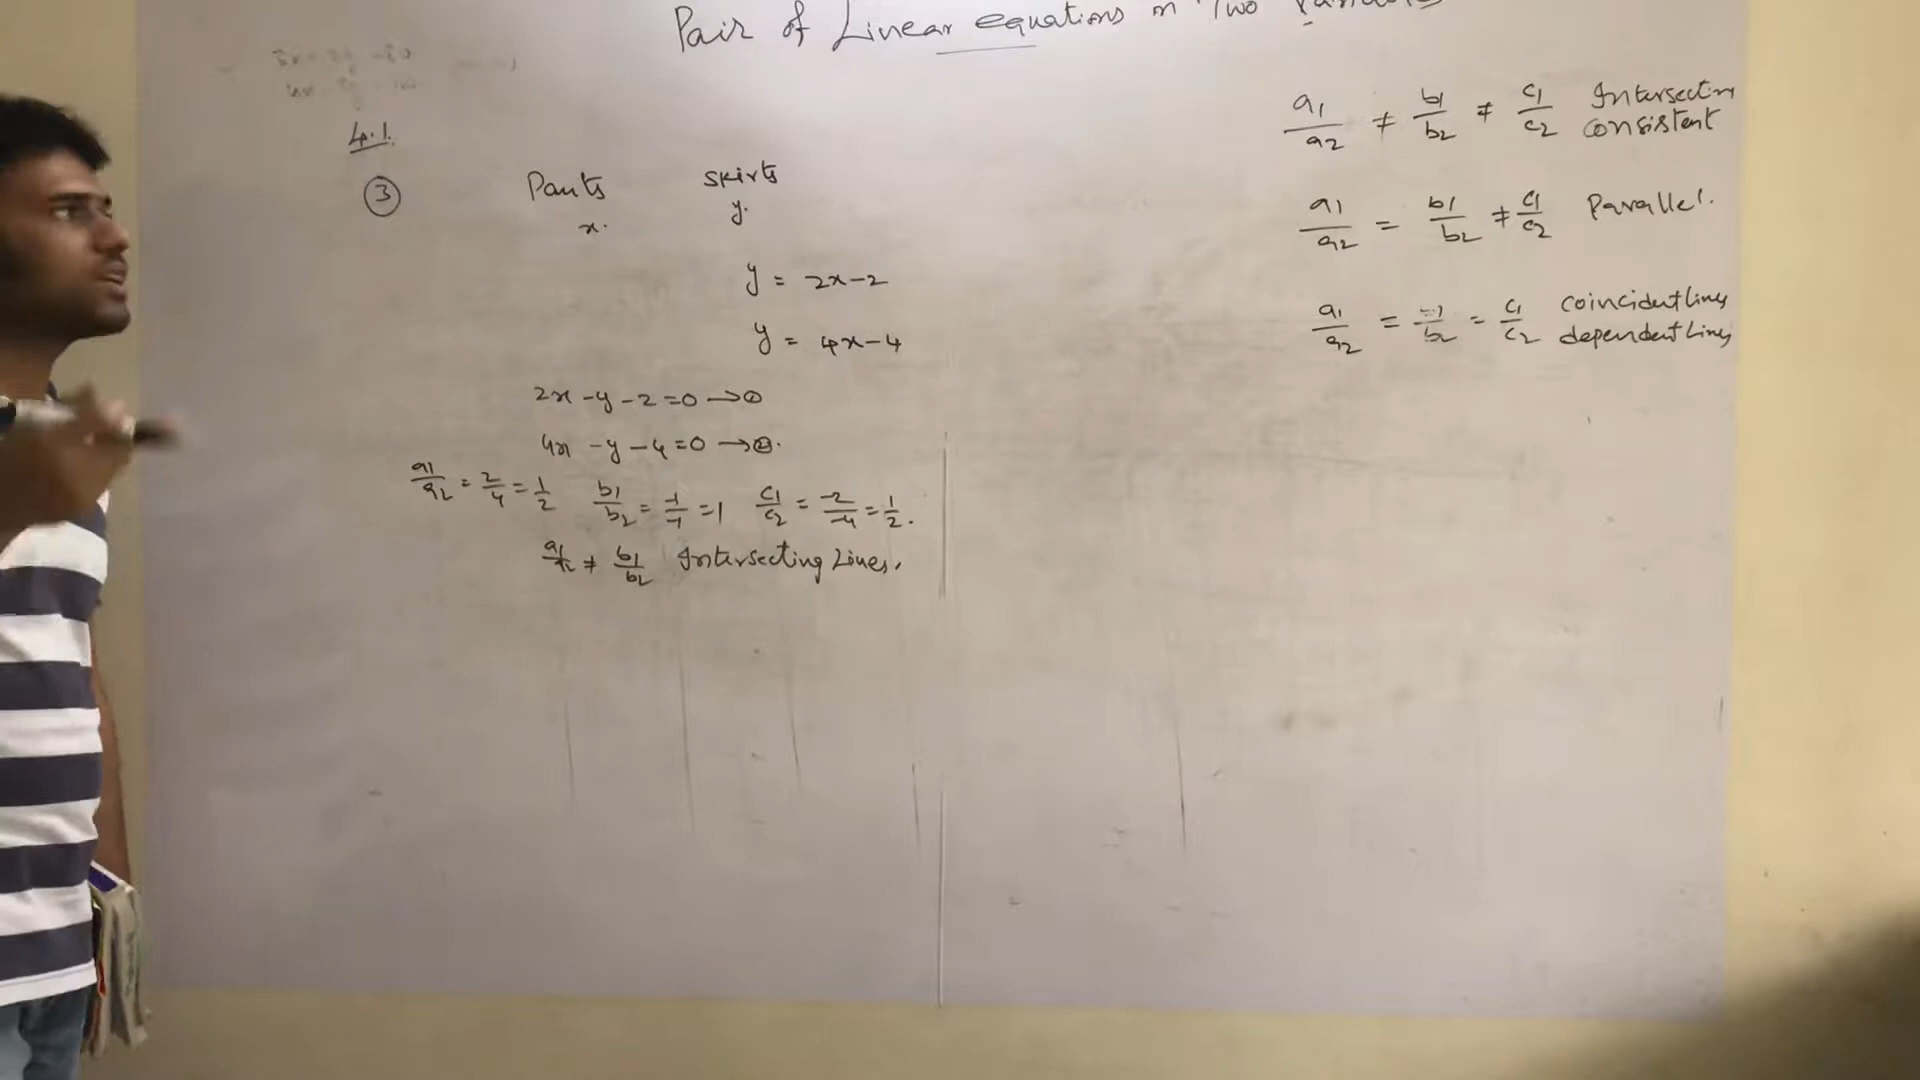 Pair of Linear equations in Two
4.1.
③ Pants skirts
x. y.
y = 2x-2
y = 4x-4
2x -y -2 =0 →①
4x -y -4 =0 →②.
a1/a2 = 2/4 = 1/2 b1/b2 = -1/-1 =1 c1/c2 = -2/-4 = 1/2.
a1/a2 ≠ b1/b2 Intersecting Lines.
a1/a2 ≠ b1/b2 ≠ c1/c2 Intersectin
consistent
a1/a2 = b1/b2 ≠ c1/c2 Parallel.
a1/a2 = b1/b2 = c1/c2 coincident lines
dependent Lines